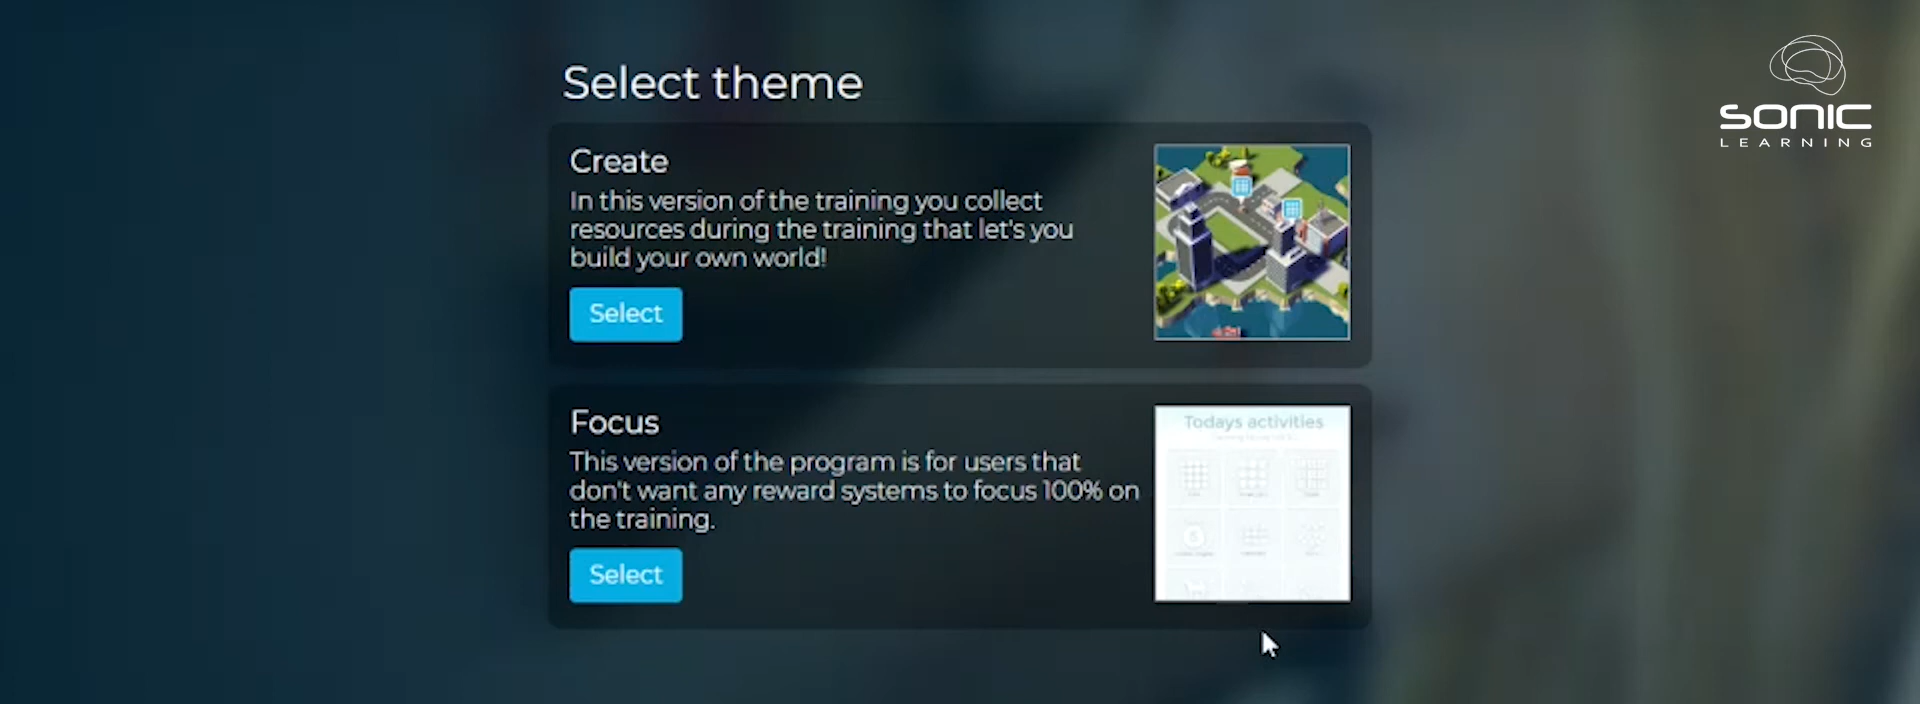 Select theme
SONIC
LEARNING
Create
In this version of the training you collect
resources during the training that let's you
build your own world!
Select
Focus
This version of the program is for users that
don't want any reward systems to focus 100% on
the training.
Select
Todays activities